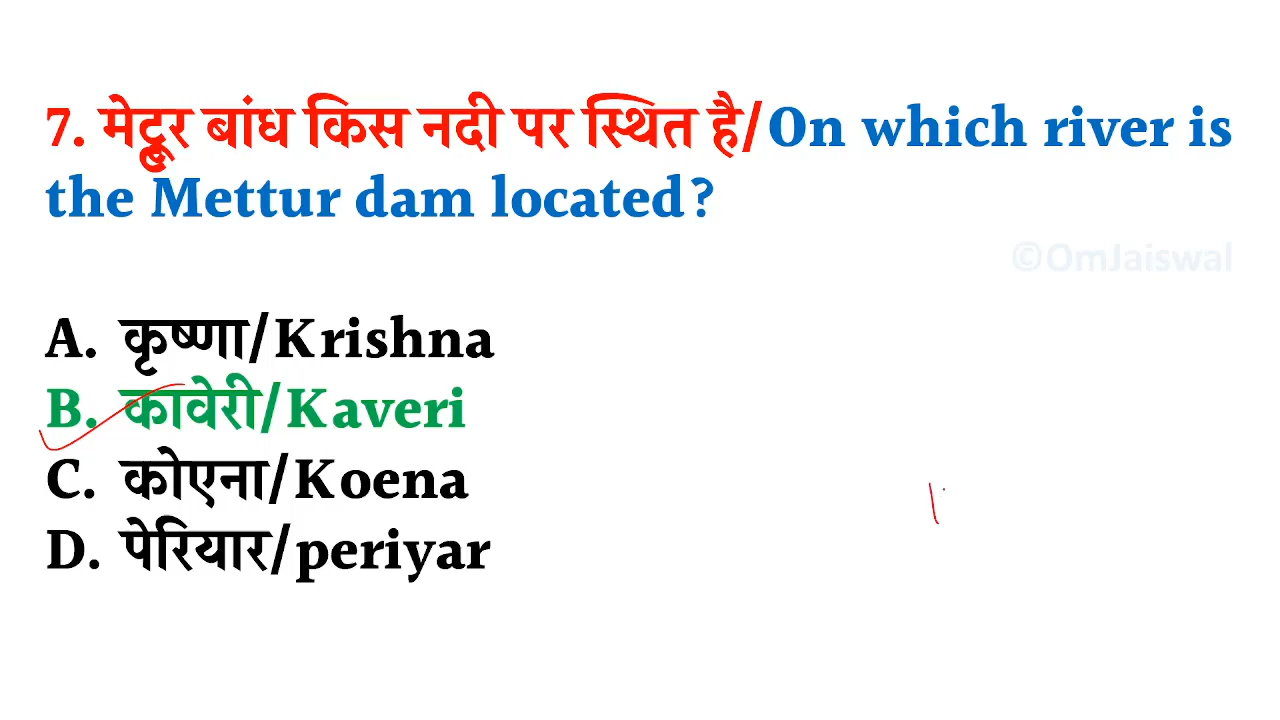 7. मेट्टूर बांध किस नदी पर स्थित है/On which river is
the Mettur dam located?
©OmJaiswal
A. कृष्णा/Krishna
B. कावेरी/Kaveri
C. कोएना/Koena
D. पेरियार/periyar